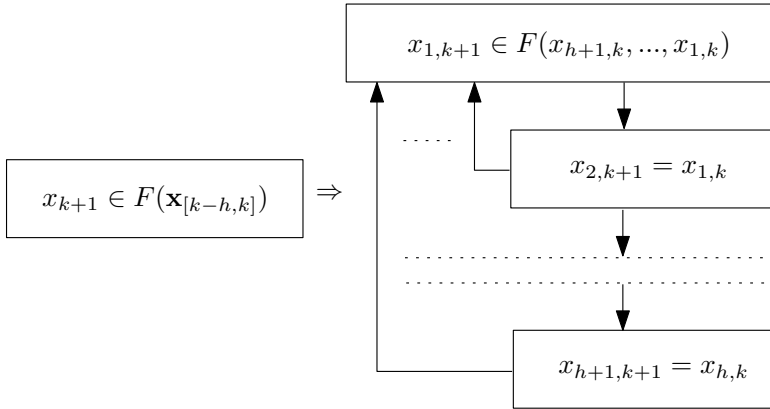 x_{1,k+1} ∈ F(x_{h+1,k}, ..., x_{1,k})
x_{2,k+1} = x_{1,k}
x_{k+1} ∈ F(𝐱_{[k−h,k]}) ⇒
x_{h+1,k+1} = x_{h,k}